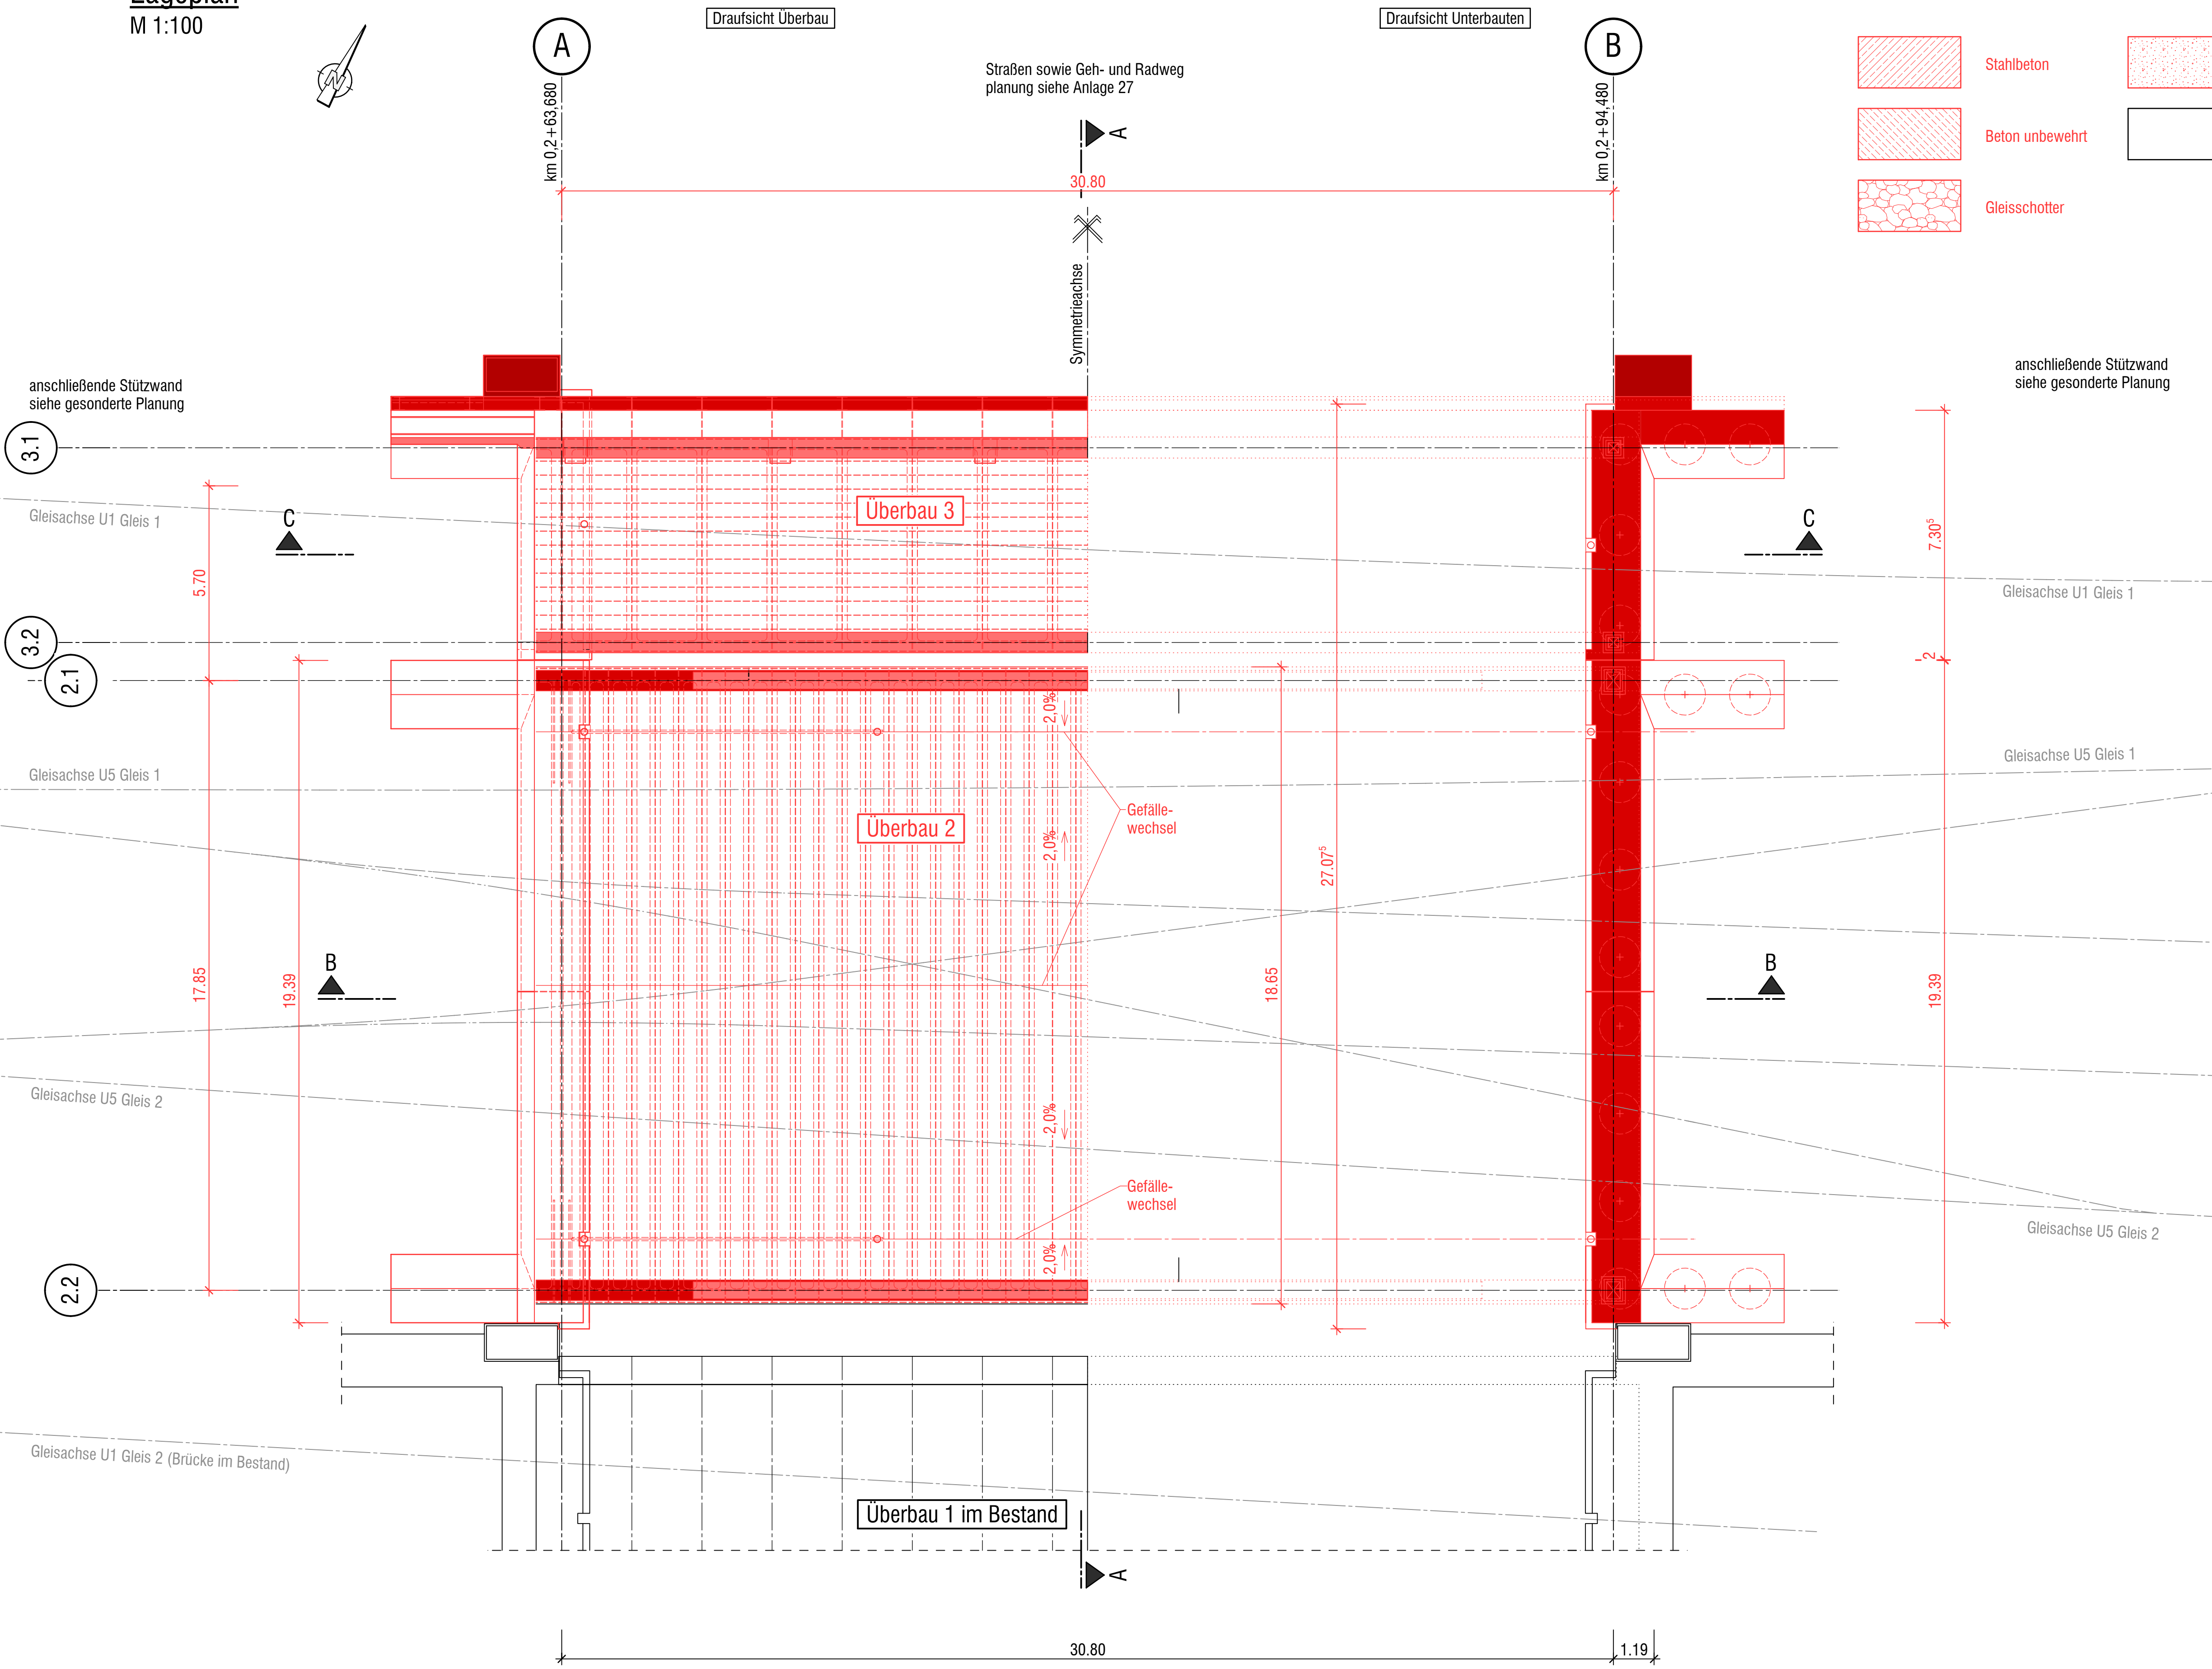 Lageplan
M 1:100
N
Draufsicht Überbau
Draufsicht Unterbauten
A
B
km 0,2+63,680
km 0,2+94,480
Straßen sowie Geh- und Radweg
planung siehe Anlage 27
A
30.80
Symmetrieachse
Stahlbeton
Beton unbewehrt
Gleisschotter
anschließende Stützwand
siehe gesonderte Planung
anschließende Stützwand
siehe gesonderte Planung
3.1
3.2
2.1
2.2
Gleisachse U1 Gleis 1
Gleisachse U1 Gleis 1
C
C
Überbau 3
5.70
7.30⁵
2
2,0%
Gleisachse U5 Gleis 1
Gleisachse U5 Gleis 1
Gefälle-
wechsel
Überbau 2
2,0%
27.07⁵
B
B
17.85
19.39
18.65
19.39
Gleisachse U5 Gleis 2
2,0%
Gefälle-
wechsel
2,0%
Gleisachse U5 Gleis 2
Gleisachse U1 Gleis 2 (Brücke im Bestand)
Überbau 1 im Bestand
A
30.80
1.19